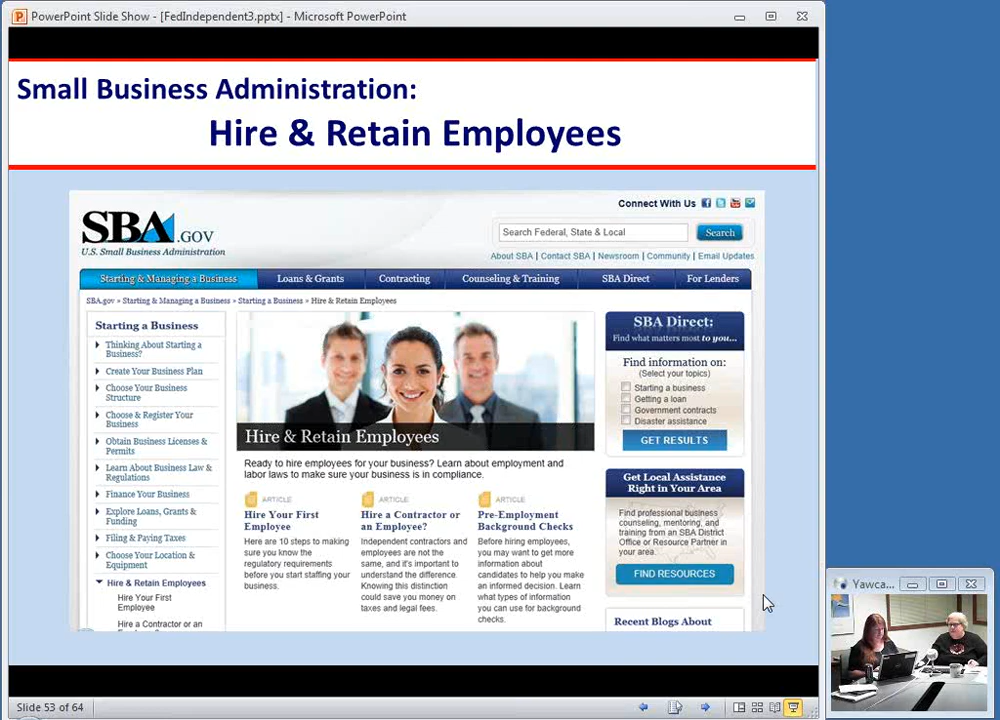 PowerPoint Slide Show - [FedIndependent3.pptx] - Microsoft PowerPoint
Small Business Administration:
Hire & Retain Employees
Connect With Us
SBA.GOV
U.S. Small Business Administration
Search Federal, State & Local
Search
About SBA | Contact SBA | Newsroom | Community | Email Updates
Starting & Managing a Business
Loans & Grants
Contracting
Counseling & Training
SBA Direct
For Lenders
SBA.gov » Starting & Managing a Business » Starting a Business » Hire & Retain Employees
Starting a Business
Thinking About Starting a
Business?
Create Your Business Plan
Choose Your Business
Structure
Choose & Register Your
Business
Obtain Business Licenses &
Permits
Learn About Business Law &
Regulations
Finance Your Business
Explore Loans, Grants &
Funding
Filing & Paying Taxes
Choose Your Location &
Equipment
Hire & Retain Employees
Hire Your First
Employee
Hire a Contractor or an
Hire & Retain Employees
Ready to hire employees for your business? Learn about employment and
labor laws to make sure your business is in compliance.
ARTICLE
Hire Your First
Employee
Here are 10 steps to making
sure you know the
regulatory requirements
before you start staffing your
business.
ARTICLE
Hire a Contractor or
an Employee?
Independent contractors and
employees are not the
same, and it's important to
understand the difference.
Knowing this distinction
could save you money on
taxes and legal fees.
ARTICLE
Pre-Employment
Background Checks
Before hiring employees,
you may want to get more
information about
candidates to help you make
an informed decision. Learn
what types of information
you can use for background
checks.
SBA Direct:
Find what matters most to you...
Find information on:
(Select your topics)
Starting a business
Getting a loan
Government contracts
Disaster assistance
GET RESULTS
Get Local Assistance
Right in Your Area
Find professional business
counseling, mentoring, and
training from an SBA District
Office or Resource Partner in
your area.
FIND RESOURCES
Recent Blogs About
Yawca...
Slide 53 of 64